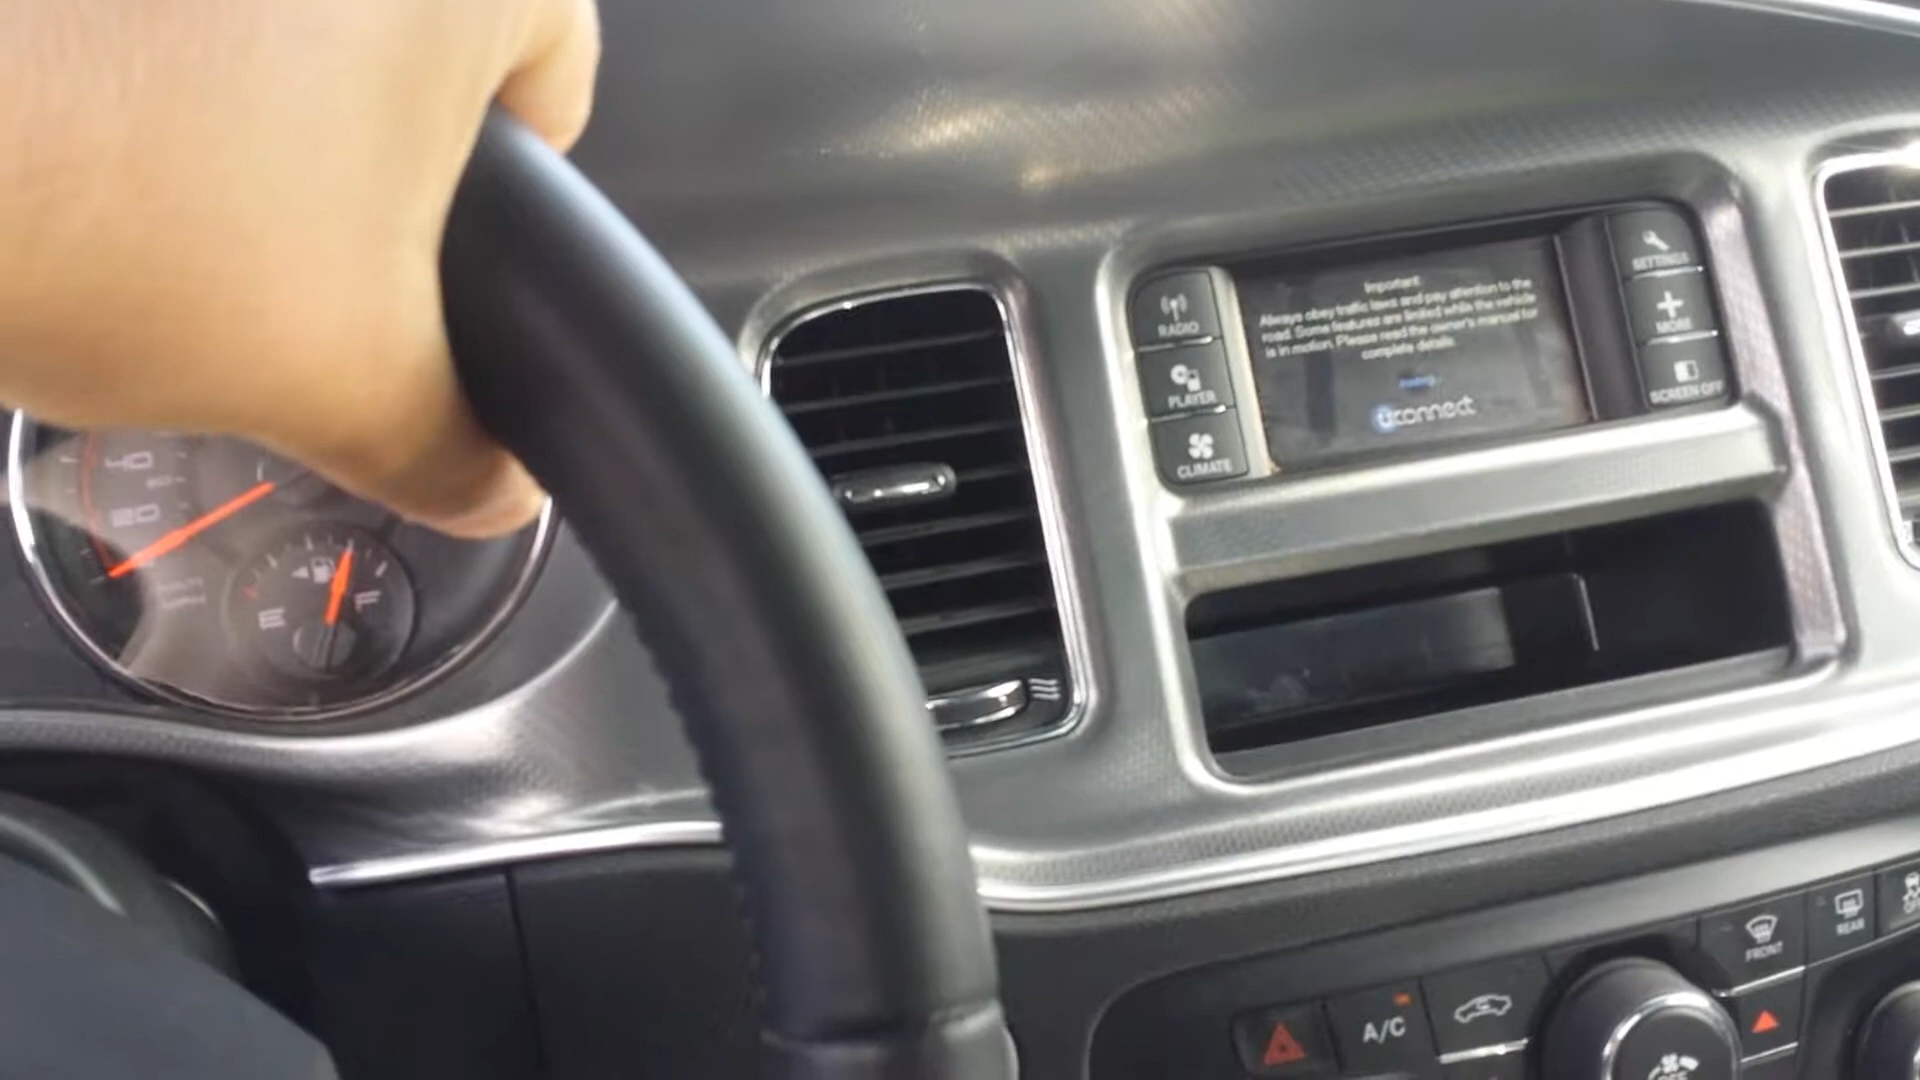 40
20
E
F
RADIO
PLAYER
CLIMATE
Important:
Always obey traffic laws and pay attention to the
road. Some features are limited while the vehicle
is in motion. Please read the owner's manual for
complete details.
uconnect
SETTINGS
MORE
SCREEN OFF
A/C
FRONT
REAR
OFF